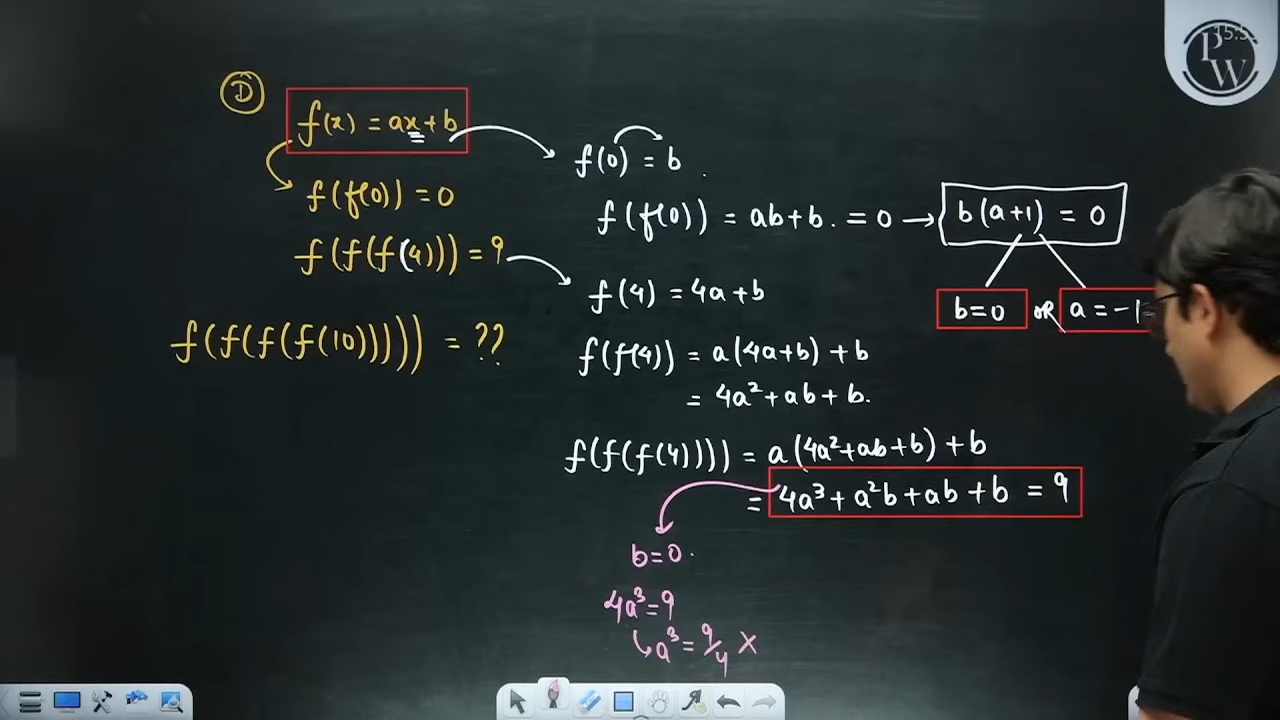 D
f(x) = ax + b
f(f(0)) = 0
f(f(f(4))) = 9
f(f(f(f(10))))) = ??
f(0) = b.
f(f(0)) = ab+b. = 0 → b(a+1) = 0
b=0 OR a = -1
f(4) = 4a+b
f(f(4)) = a(4a+b) + b
= 4a² + ab + b.
f(f(f(4)))) = a(4a²+ab+b) + b
= 4a³ + a²b + ab + b = 9
b=0.
4a³=9
↳ a³ = 9/4 ×
PW